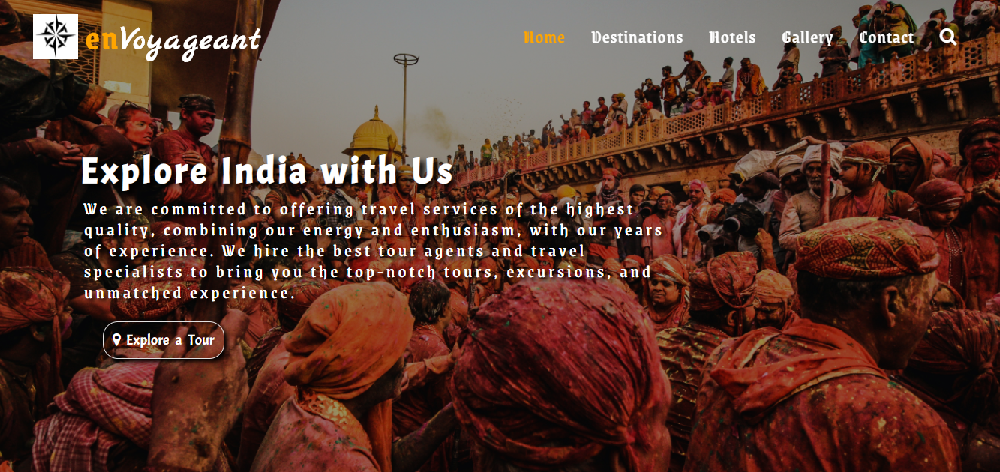 enVoyageant
Home Destinations Hotels Gallery Contact
Explore India with Us
We are committed to offering travel services of the highest
quality, combining our energy and enthusiasm, with our years
of experience. We hire the best tour agents and travel
specialists to bring you the top-notch tours, excursions, and
unmatched experience.
Explore a Tour